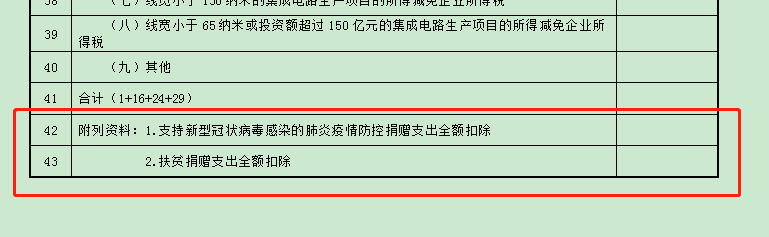 38 （七）线宽小于 130 纳米的集成电路生产项目的所得减免企业所得税
39 （八）线宽小于 65 纳米或投资额超过 150 亿元的集成电路生产项目的所得减免企业所
得税
40 （九）其他
41 合计（1+16+24+29）
42 附列资料：1.支持新型冠状病毒感染的肺炎疫情防控捐赠支出全额扣除
43 2.扶贫捐赠支出全额扣除